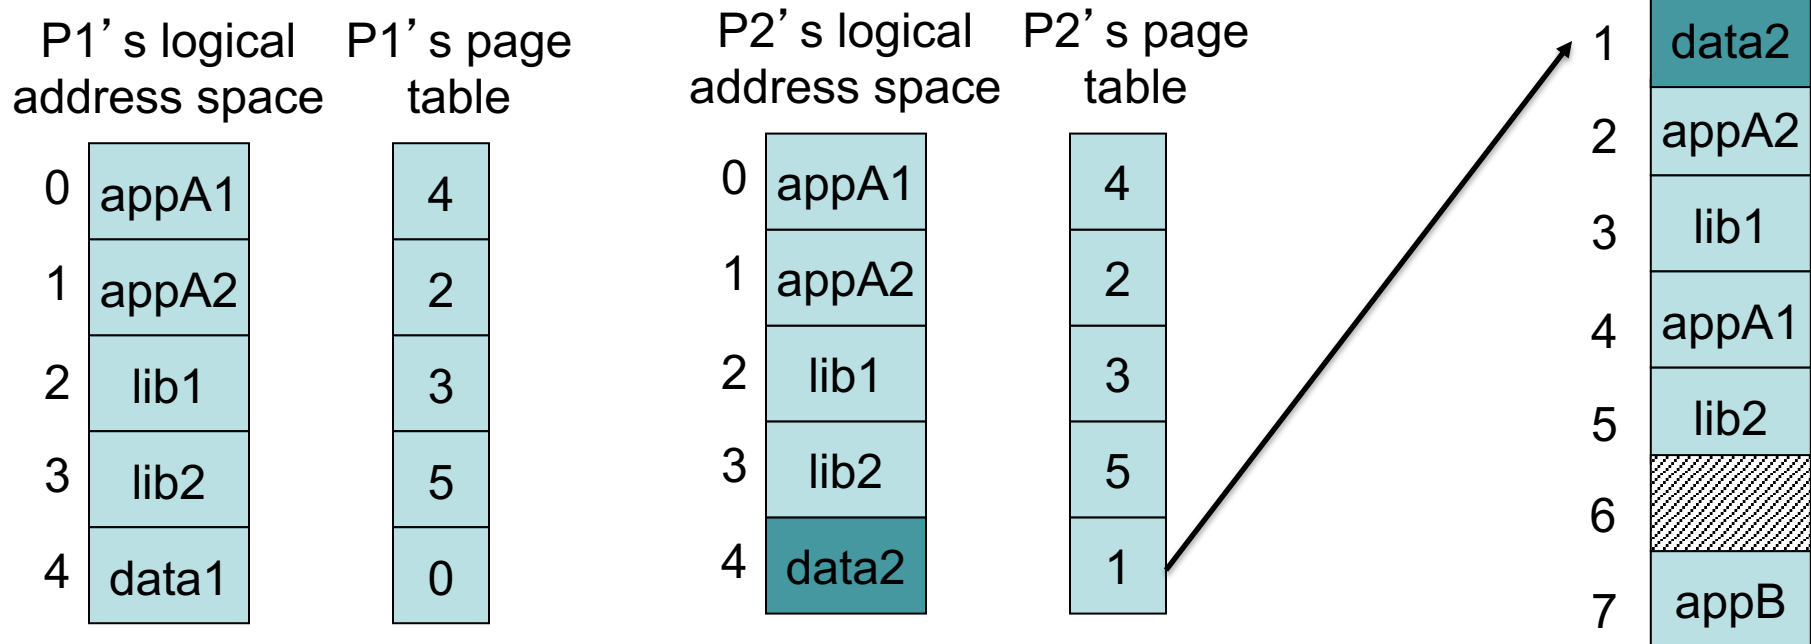 P1's logical address space
P1's page table
0 appA1 4
1 appA2 2
2 lib1 3
3 lib2 5
4 data1 0
P2's logical address space
P2's page table
0 appA1 4
1 appA2 2
2 lib1 3
3 lib2 5
4 data2 1
1 data2
2 appA2
3 lib1
4 appA1
5 lib2
6
7 appB